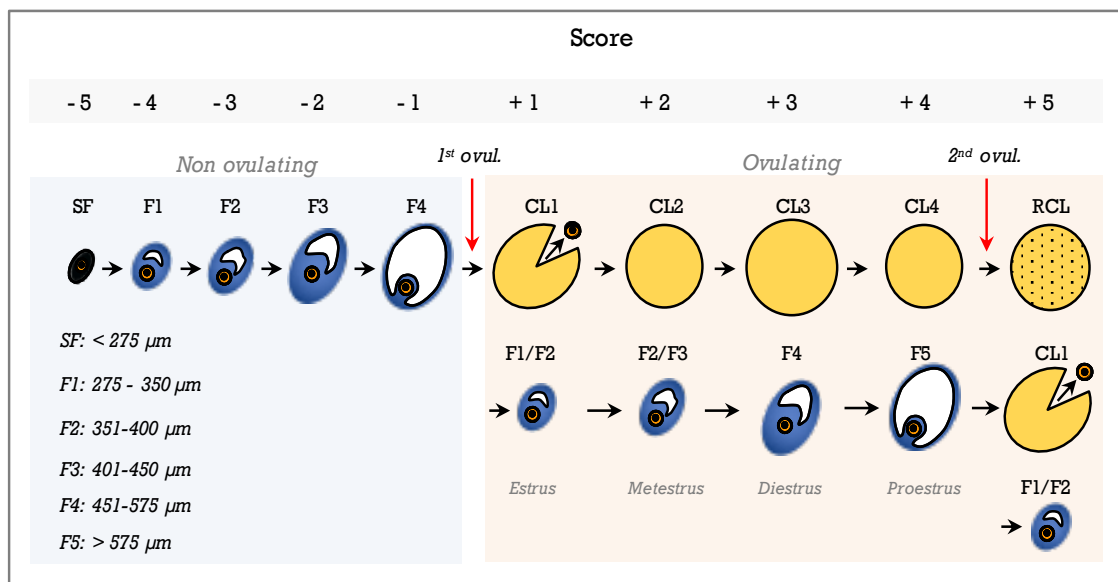 Score
- 5 - 4 - 3 - 2 - 1 + 1 + 2 + 3 + 4 + 5
Non ovulating 1st ovul. Ovulating 2nd ovul.
SF F1 F2 F3 F4 CL1 CL2 CL3 CL4 RCL
SF: < 275 µm
F1: 275 - 350 µm
F2: 351-400 µm
F3: 401-450 µm
F4: 451-575 µm
F5: > 575 µm
F1/F2 F2/F3 F4 F5 CL1
Estrus Metestrus Diestrus Proestrus F1/F2